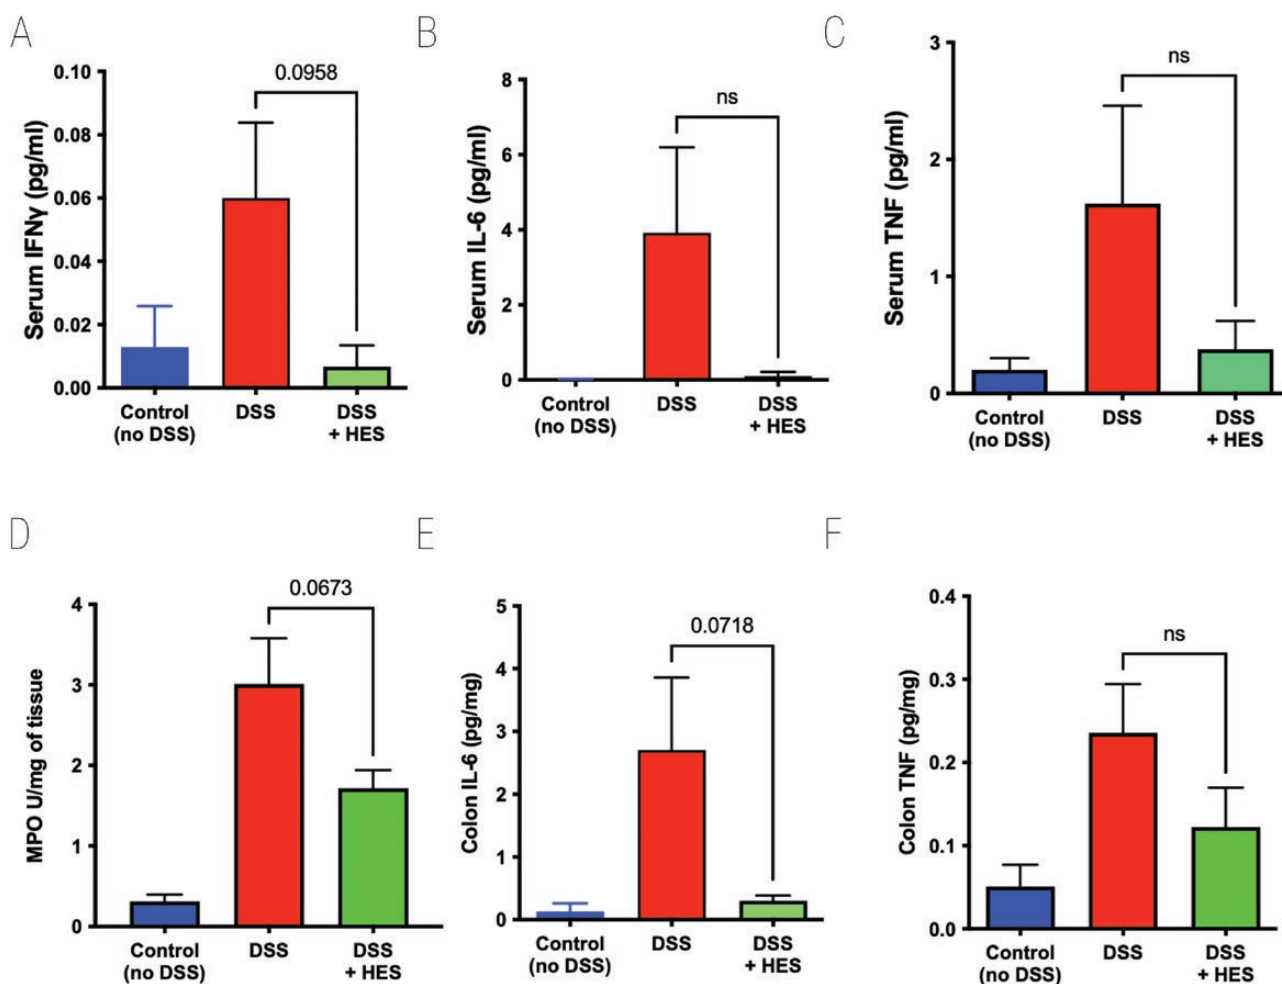 A
Serum IFNγ (pg/ml)
0.10
0.08
0.06
0.04
0.02
0.00
0.0958
Control
(no DSS)
DSS
DSS
+ HES
B
Serum IL-6 (pg/ml)
8
6
4
2
0
ns
Control
(no DSS)
DSS
DSS
+ HES
C
Serum TNF (pg/ml)
3
2
1
0
ns
Control
(no DSS)
DSS
DSS
+ HES
D
MPO U/mg of tissue
4
3
2
1
0
0.0673
Control
(no DSS)
DSS
DSS
+ HES
E
Colon IL-6 (pg/mg)
5
4
3
2
1
0
0.0718
Control
(no DSS)
DSS
DSS
+ HES
F
Colon TNF (pg/mg)
0.4
0.3
0.2
0.1
0.0
ns
Control
(no DSS)
DSS
DSS
+ HES